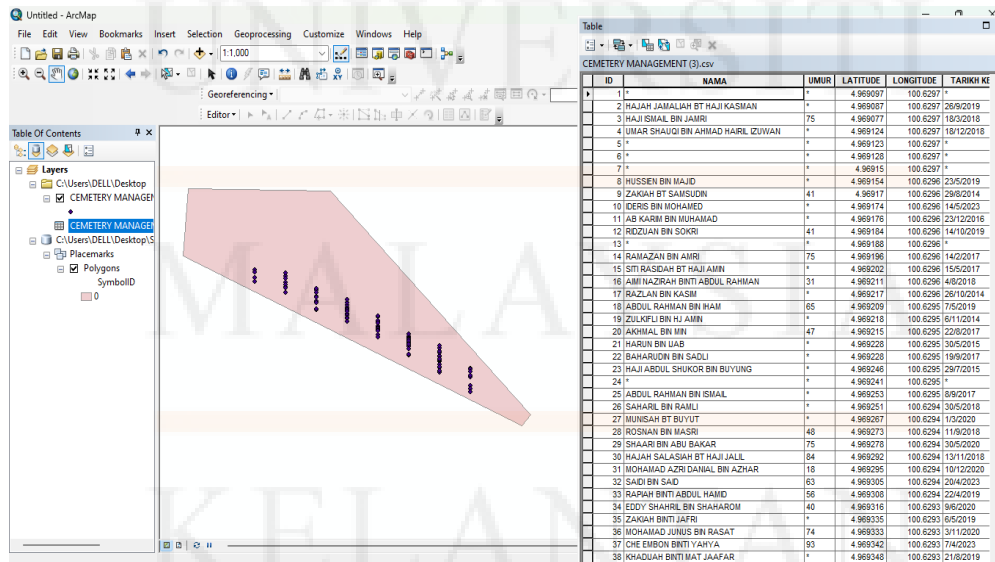 Untitled - ArcMap
File Edit View Bookmarks Insert Selection Geoprocessing Customize Windows Help
1:1,000
Georeferencing
Editor
Table Of Contents
Layers
C:\Users\DELL\Desktop
CEMETERY MANAGEN
CEMETERY MANAGEN
C:\Users\DELL\Desktop\S
Placemarks
Polygons
SymbolID
0
Table
CEMETERY MANAGEMENT (3).csv
ID NAMA UMUR LATITUDE LONGITUDE TARIKH KE
1 * * 4.969097 100.6297 *
2 HAJAH JAMALIAH BT HAJI KASMAN * 4.969087 100.6297 26/9/2019
3 HAJI ISMAIL BIN JAMRI 75 4.969077 100.6297 18/3/2018
4 UMAR SHAUQI BIN AHMAD HAIRIL IZUWAN * 4.969124 100.6297 18/12/2018
5 * * 4.969123 100.6297 *
6 * * 4.969128 100.6297 *
7 * * 4.96915 100.6297 *
8 HUSSIEN BIN MAJID * 4.969154 100.6296 23/5/2019
9 ZAKIAH BT SAMSUDIN 41 4.96917 100.6296 29/8/2014
10 IDERIS BIN MOHAMED * 4.969174 100.6296 14/5/2023
11 AB KARIM BIN MUHAMAD * 4.969176 100.6296 23/12/2016
12 RIDZUAN BIN SOKRI 41 4.969184 100.6296 14/10/2019
13 * * 4.969188 100.6296 *
14 RAMAZAN BIN AMRI 75 4.969196 100.6296 14/2/2017
15 SITI RASIDAH BT HAJI AMIN * 4.969202 100.6296 15/5/2017
16 AIMI NAZIRAH BINTI ABDUL RAHMAN 31 4.969211 100.6296 4/8/2018
17 RAZLAN BIN KASIM * 4.969217 100.6296 26/10/2014
18 ABDUL RAHMAN BIN IHAM 65 4.969209 100.6295 7/5/2019
19 ZULKIFLI BIN HJ AMIN * 4.969218 100.6295 6/11/2014
20 AKHMAL BIN MIN 47 4.969215 100.6295 22/8/2017
21 HARUN BIN UAB * 4.969228 100.6295 30/5/2015
22 BAHARUDIN BIN SADLI * 4.969228 100.6295 19/9/2017
23 HAJI ABDUL SHUKOR BIN BUYUNG * 4.969246 100.6295 29/7/2015
24 * * 4.969241 100.6295 *
25 ABDUL RAHMAN BIN ISMAIL * 4.969253 100.6295 8/9/2017
26 SAHARIL BIN RAMLI * 4.969251 100.6294 30/5/2018
27 MUNISAH BT BUYUT * 4.969267 100.6294 1/3/2020
28 ROSNAN BIN MASRI 48 4.969273 100.6294 11/9/2018
29 SHAARI BIN ABU BAKAR 75 4.969278 100.6294 30/5/2020
30 HAJAH SALASIAH BT HAJI JALIL 84 4.969292 100.6294 13/11/2018
31 MOHAMAD AZRI DANIAL BIN AZHAR 18 4.969295 100.6294 10/12/2020
32 SAIDI BIN SAID 63 4.969305 100.6294 20/4/2023
33 RAPIAH BINTI ABDUL HAMID 56 4.969308 100.6294 22/4/2019
34 EDDY SHAHRIL BIN SHAHAROM 40 4.969316 100.6293 9/6/2020
35 ZAKIAH BINTI JAFRI * 4.969335 100.6293 6/5/2019
36 MOHAMAD JUNUS BIN RASAT 74 4.969333 100.6293 3/11/2020
37 CHE EMBON BINTI YAHYA 93 4.969342 100.6293 7/4/2023
38 KHADIJAH BINTI MAT JAAFAR * 4.969348 100.6293 21/8/2019
UNIVERSITI
MALAYSIA
KELANTAN